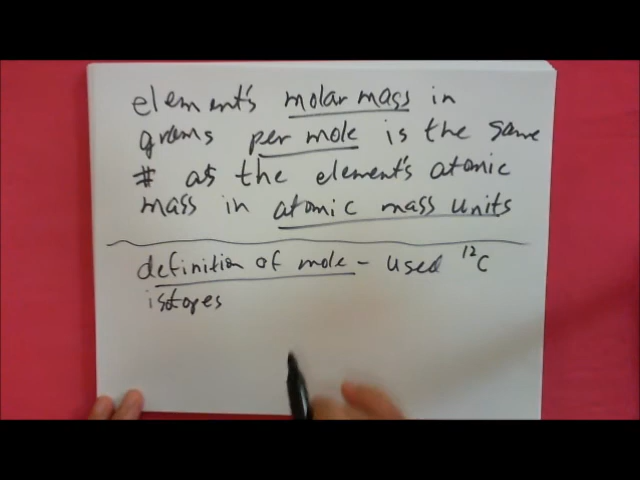 element's molar mass in
grams per mole is the same
# as the element's atomic
mass in atomic mass units
definition of mole - used ¹²C
isotopes